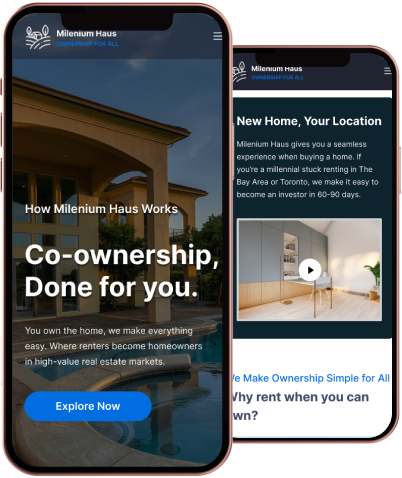 Milenium Haus
OWNERSHIP FOR ALL
How Milenium Haus Works
Co-ownership,
Done for you.
You own the home, we make everything
easy. Where renters become homeowners
in high-value real estate markets.
Explore Now
Milenium Haus
OWNERSHIP FOR ALL
New Home, Your Location
Milenium Haus gives you a seamless
experience when buying a home. If
you're a millennial stuck renting in The
Bay Area or Toronto, we make it easy to
become an investor in 60-90 days.
We Make Ownership Simple for All
Why rent when you can
own?